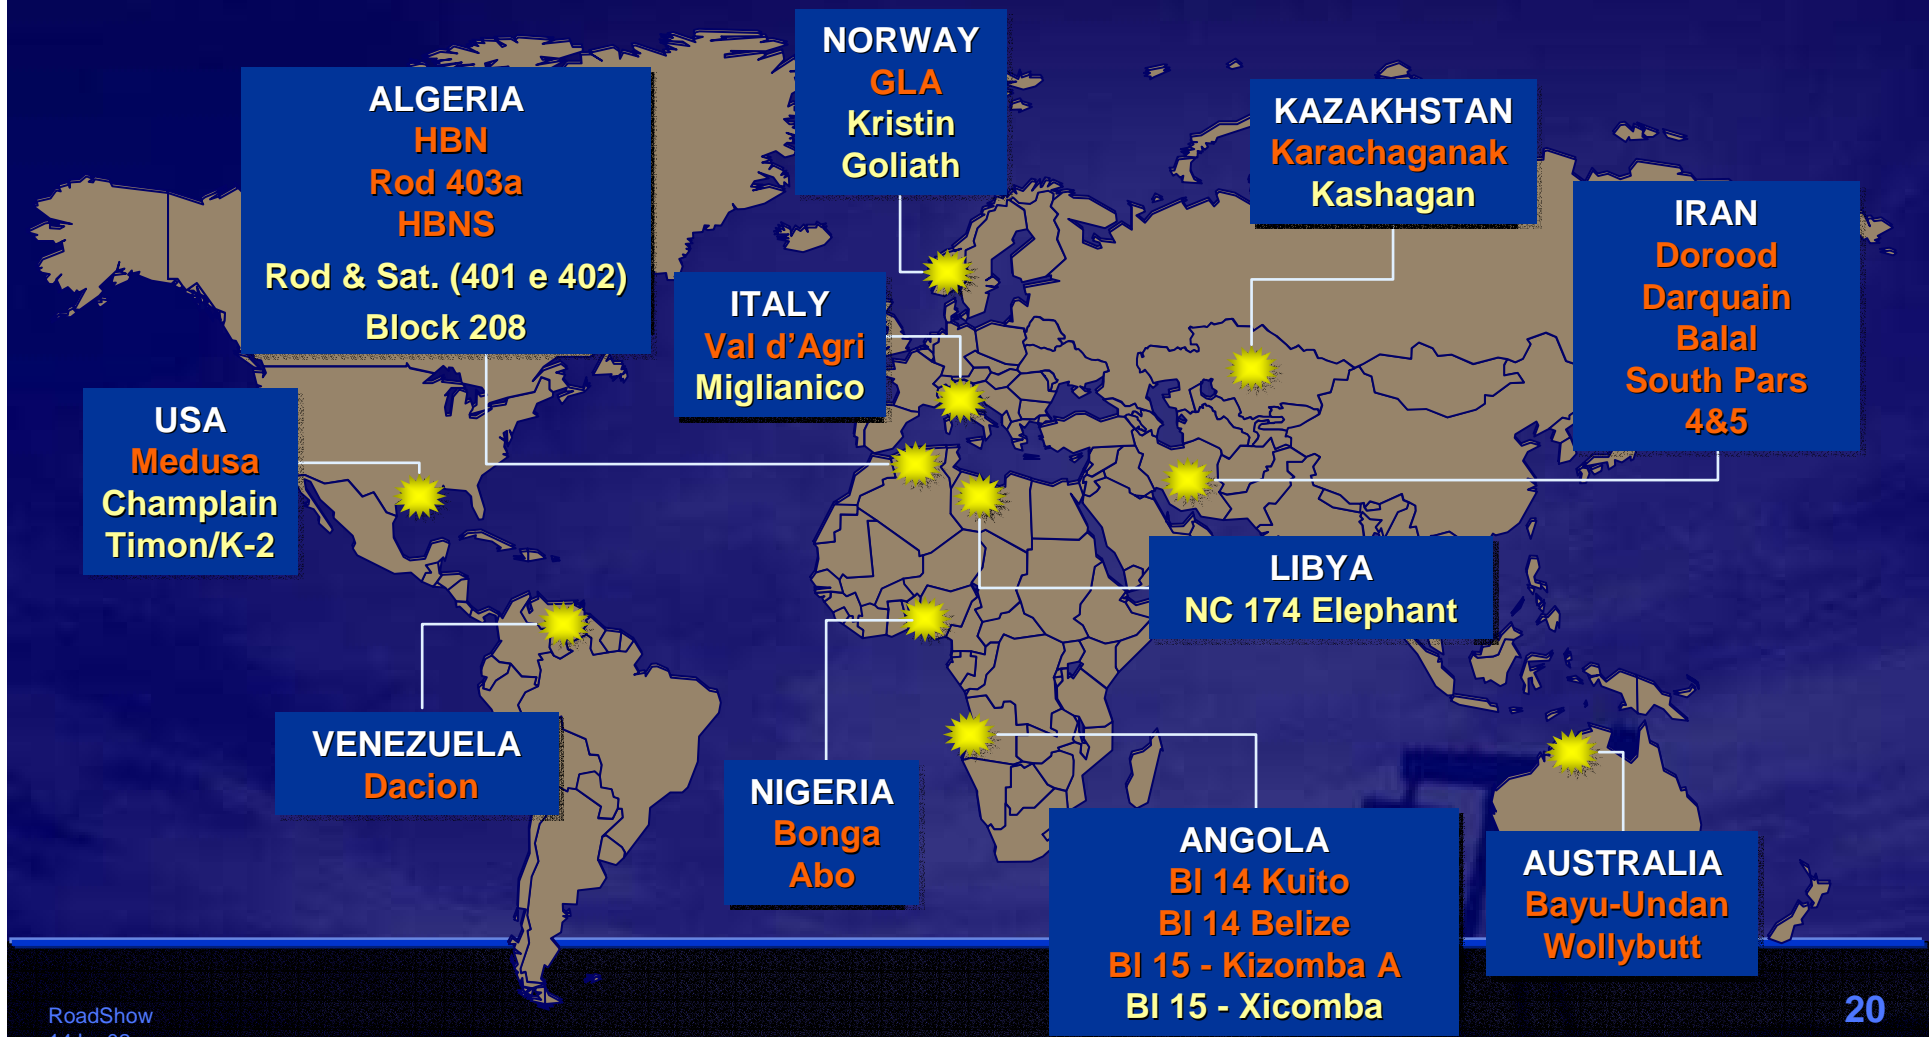 NORWAY
GLA
Kristin
Goliath
ALGERIA
HBN
Rod 403a
HBNS
Rod & Sat. (401 e 402)
Block 208
KAZAKHSTAN
Karachaganak
Kashagan
IRAN
Dorood
Darquain
Balal
South Pars
4&5
ITALY
Val d’Agri
Miglianico
USA
Medusa
Champlain
Timon/K-2
LIBYA
NC 174 Elephant
VENEZUELA
Dacion
NIGERIA
Bonga
Abo
ANGOLA
Bl 14 Kuito
Bl 14 Belize
Bl 15 - Kizomba A
Bl 15 - Xicomba
AUSTRALIA
Bayu-Undan
Wollybutt
RoadShow
20